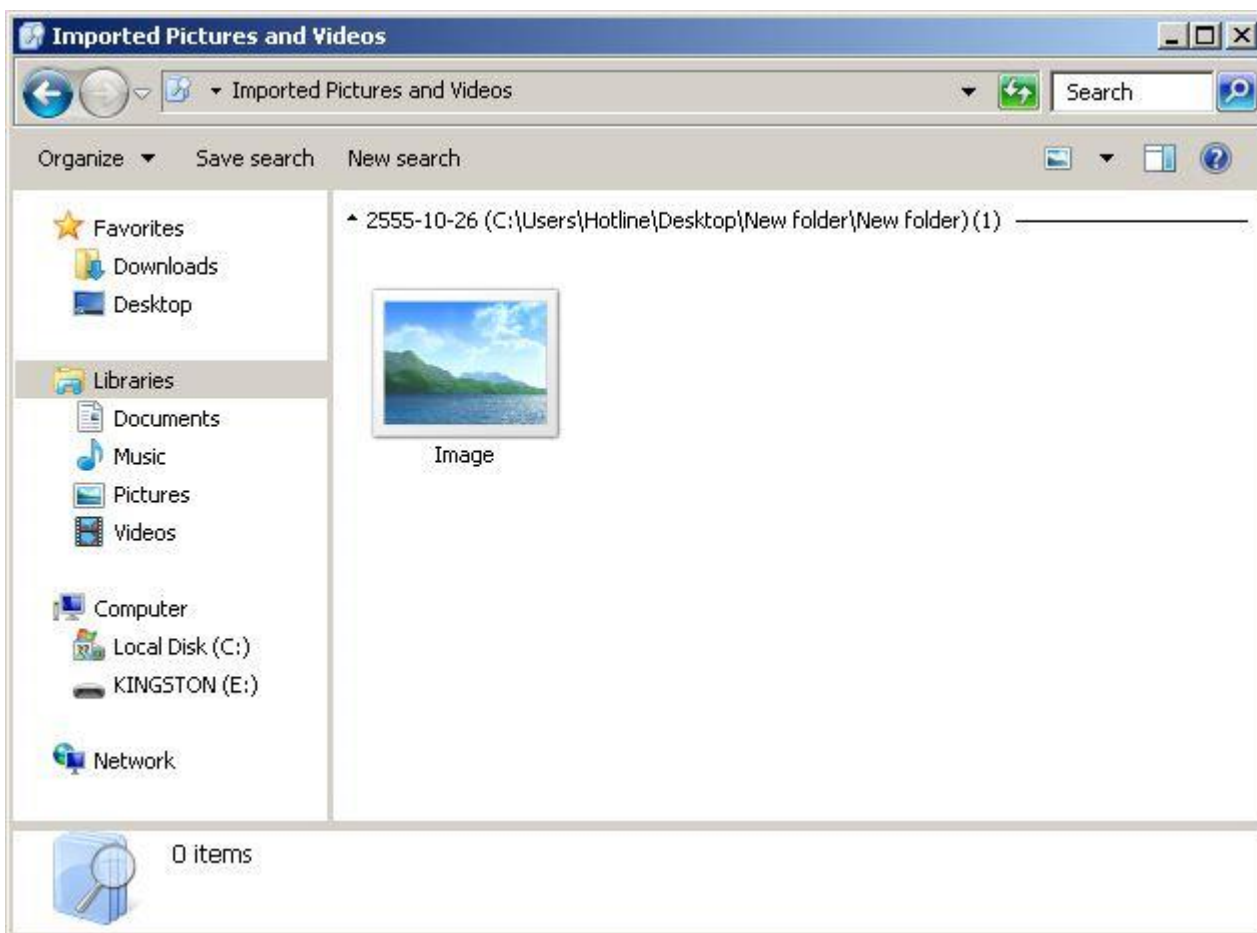 Imported Pictures and Videos
Imported Pictures and Videos
Search
Organize
Save search
New search
Favorites
Downloads
Desktop
Libraries
Documents
Music
Pictures
Videos
Computer
Local Disk (C:)
KINGSTON (E:)
Network
2555-10-26 (C:\Users\Hotline\Desktop\New folder\New folder) (1)
Image
0 items